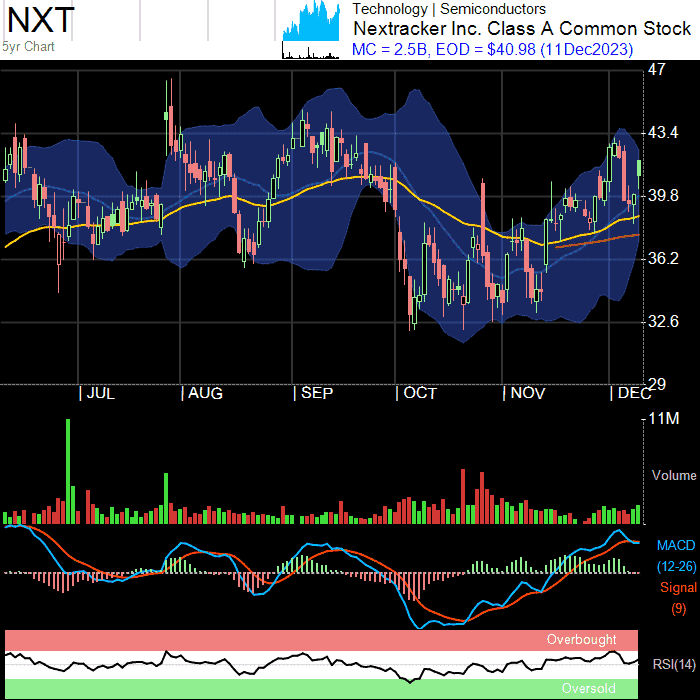 NXT
5yr Chart
Technology | Semiconductors
Nextracker Inc. Class A Common Stock
MC = 2.5B, EOD = $40.98 (11Dec2023)
47
43.4
39.8
36.2
32.6
29
| JUL | AUG | SEP | OCT | NOV | DEC
11M
Volume
MACD
(12-26)
Signal
(9)
Overbought
RSI(14)
Oversold